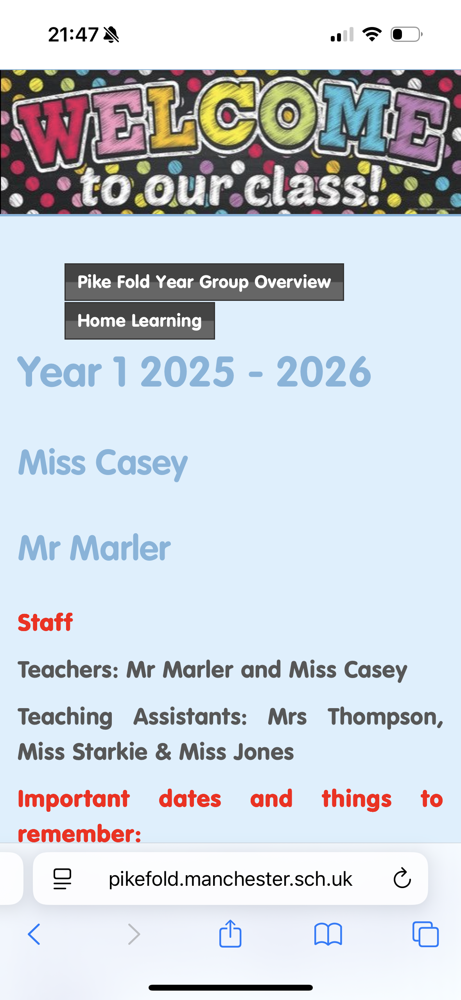 21:47
WELCOME
to our class!
Pike Fold Year Group Overview
Home Learning
Year 1 2025 - 2026
Miss Casey
Mr Marler
Staff
Teachers: Mr Marler and Miss Casey
Teaching Assistants: Mrs Thompson,
Miss Starkie & Miss Jones
Important dates and things to
remember:
pikefold.manchester.sch.uk